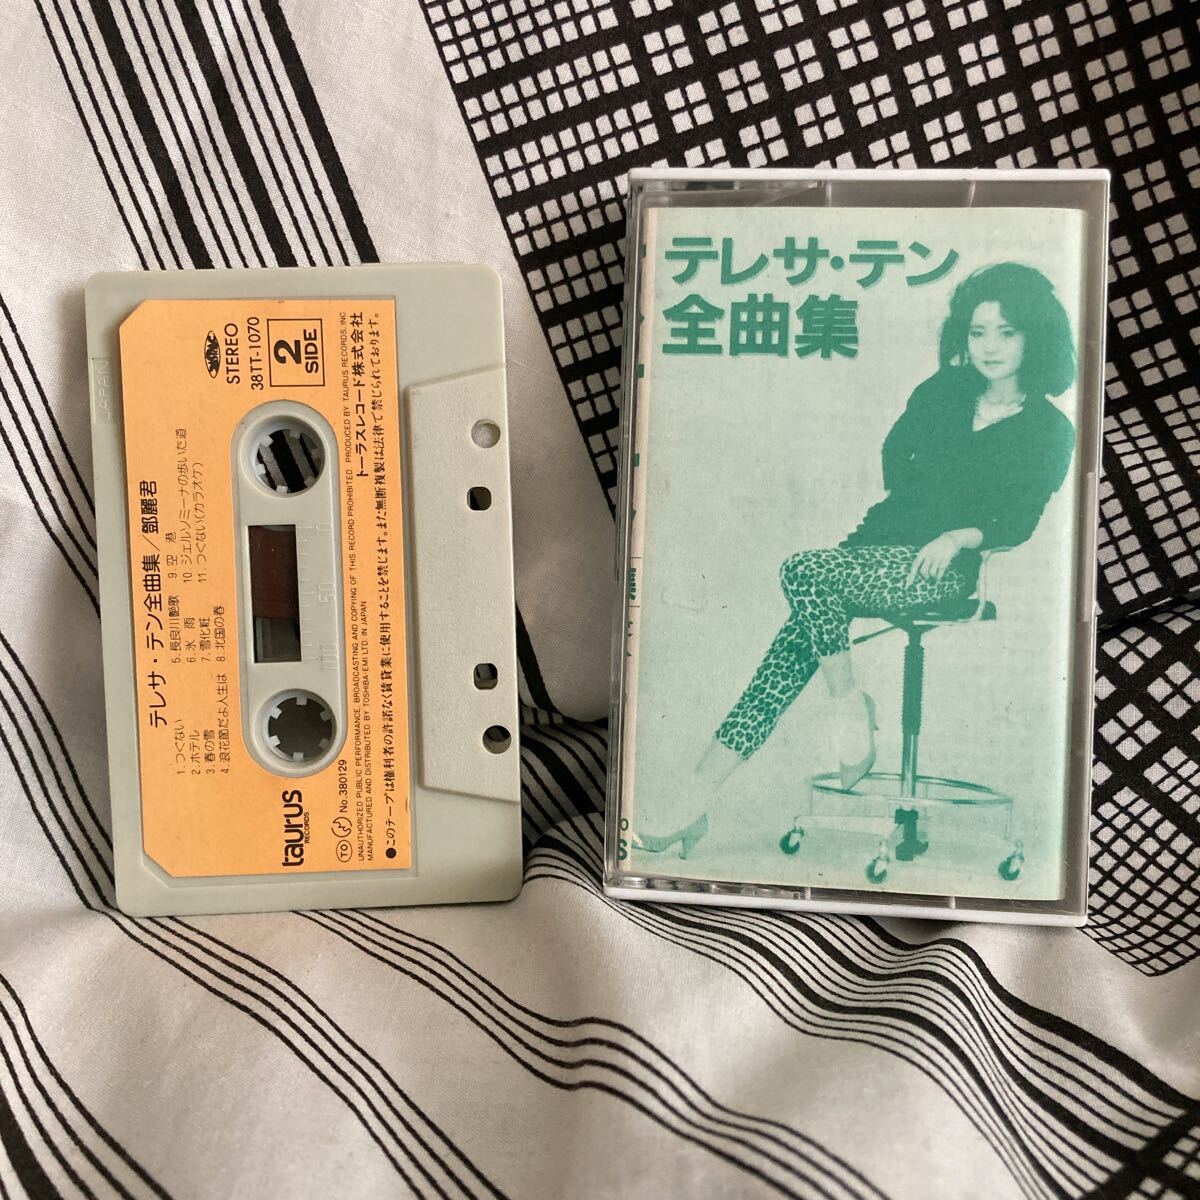 テレサ・テン
全曲集
STEREO
38TT-1070
2
SIDE
テレサ・テン全曲集／鄧麗君
1. つぐない
2. ホテル
3. 春の雪
4. 浪花節だよ人生は
5. 長良川艶歌
6. 氷雨
7. 雪化粧
8. 北国の春
9. 空港
10. ジェルソミーナの歩いた道
11. つぐない(カラオケ)
taurus
RECORDS
TO
No.380129
UNAUTHORIZED PUBLIC PERFORMANCE, BROADCASTING AND COPYING OF THIS RECORD PROHIBITED. PRODUCED BY TAURUS RECORDS, INC.
MANUFACTURED AND DISTRIBUTED BY TOSHIBA-EMI LTD. IN JAPAN
トーラスレコード株式会社
●このテープは権利者の許諾なく賃貸業に使用することを禁じます。また無断複製は法律で禁じられております。
JAPAN
100 50 0